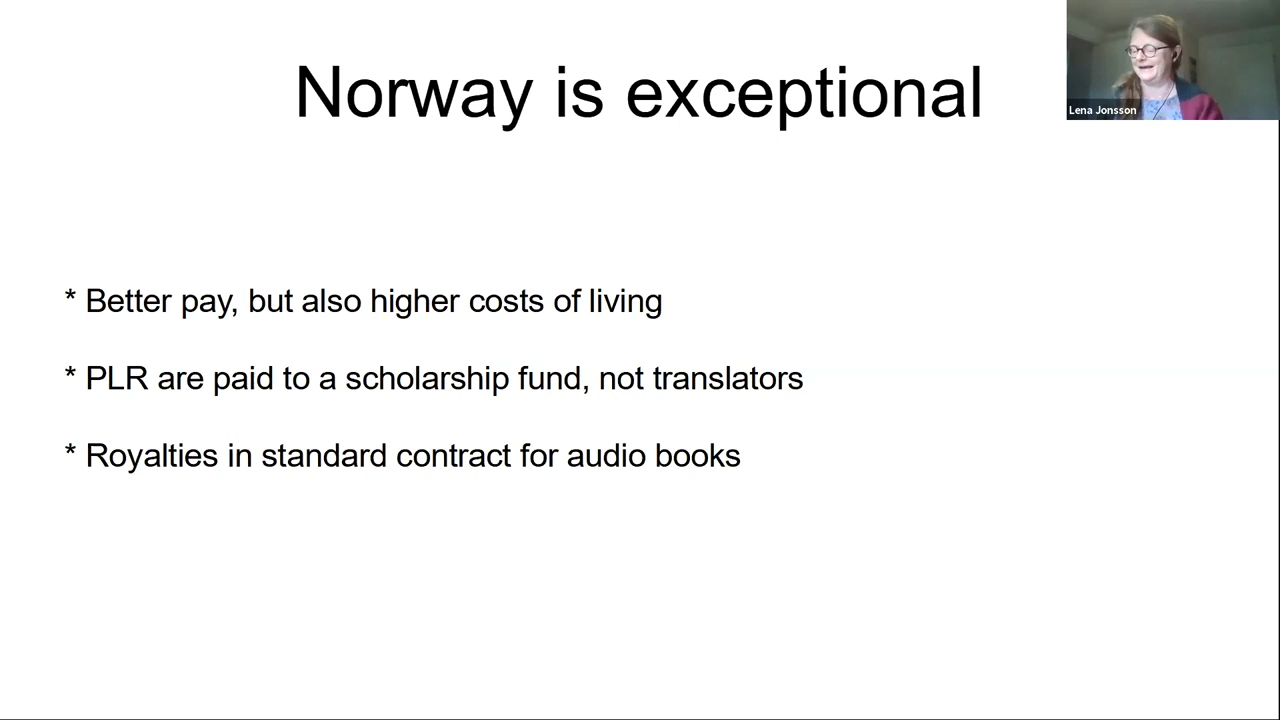 Norway is exceptional
Lena Jonsson
* Better pay, but also higher costs of living
* PLR are paid to a scholarship fund, not translators
* Royalties in standard contract for audio books